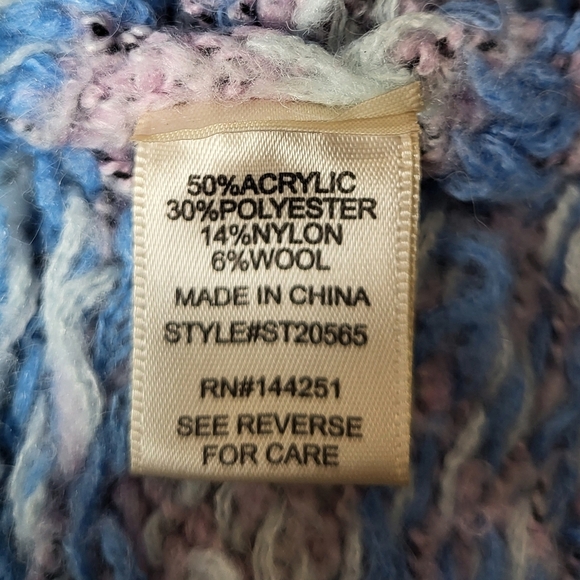 50%ACRYLIC
30%POLYESTER
14%NYLON
6%WOOL
MADE IN CHINA
STYLE#ST20565
RN#144251
SEE REVERSE
FOR CARE